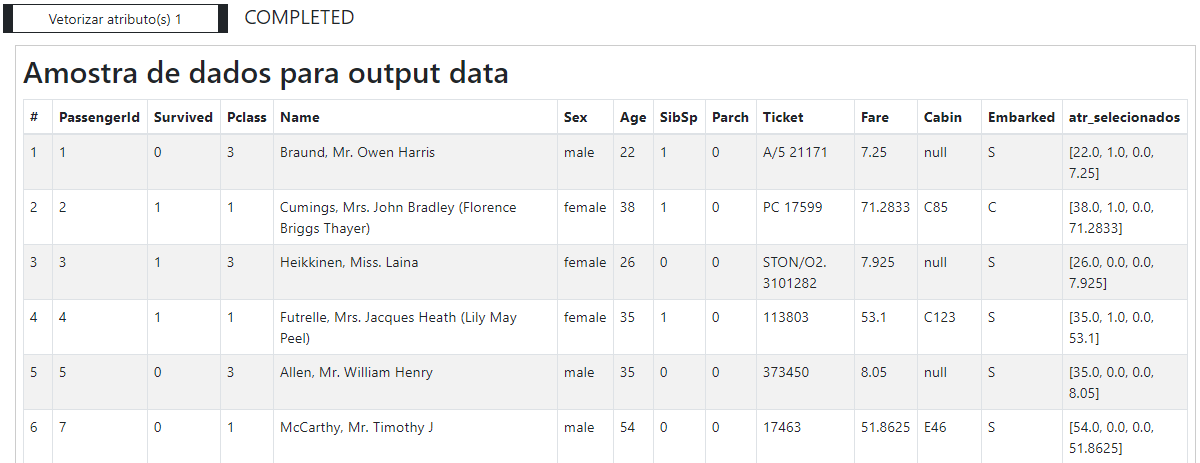 Vetorizar atributo(s) 1 COMPLETED
Amostra de dados para output data
# PassengerId Survived Pclass Name Sex Age SibSp Parch Ticket Fare Cabin Embarked atr_selecionados
1 1 0 3 Braund, Mr. Owen Harris male 22 1 0 A/5 21171 7.25 null S [22.0, 1.0, 0.0,
7.25]
2 2 1 1 Cumings, Mrs. John Bradley (Florence female 38 1 0 PC 17599 71.2833 C85 C [38.0, 1.0, 0.0,
Briggs Thayer) 71.2833]
3 3 1 3 Heikkinen, Miss. Laina female 26 0 0 STON/O2. 7.925 null S [26.0, 0.0, 0.0,
3101282 7.925]
4 4 1 1 Futrelle, Mrs. Jacques Heath (Lily May female 35 1 0 113803 53.1 C123 S [35.0, 1.0, 0.0,
Peel) 53.1]
5 5 0 3 Allen, Mr. William Henry male 35 0 0 373450 8.05 null S [35.0, 0.0, 0.0,
8.05]
6 7 0 1 McCarthy, Mr. Timothy J male 54 0 0 17463 51.8625 E46 S [54.0, 0.0, 0.0,
51.8625]